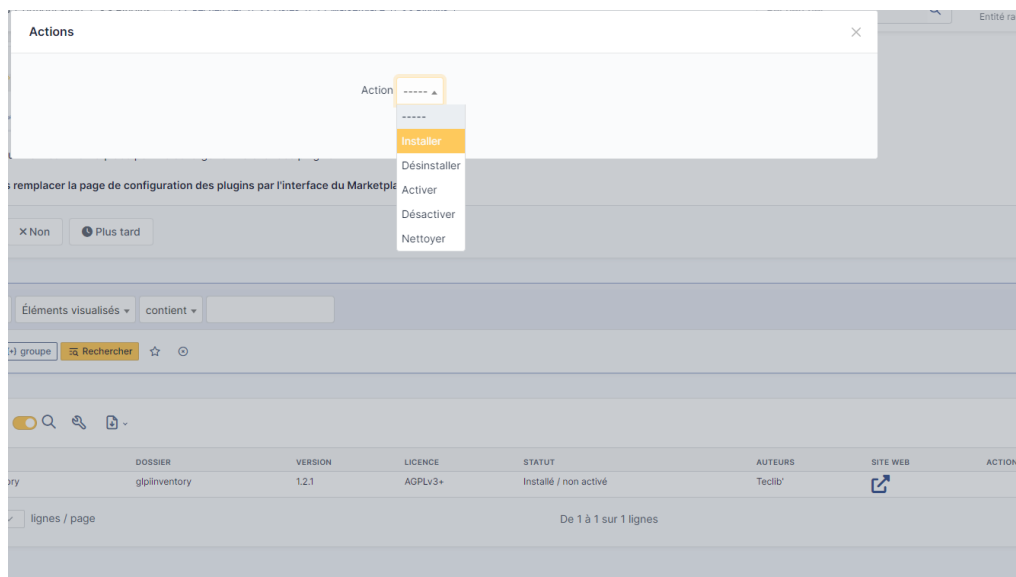 Entité ra
Actions
Action ----- 
-----
Installer
Désinstaller
Activer
Désactiver
Nettoyer
s remplacer la page de configuration des plugins par l'interface du Marketpla
Non
Plus tard
Éléments visualisés
contient
(+) groupe
Rechercher
DOSSIER VERSION LICENCE STATUT AUTEURS SITE WEB ACTION
ory glpiinventory 1.2.1 AGPLv3+ Installé / non activé Teclib'
lignes / page
De 1 à 1 sur 1 lignes